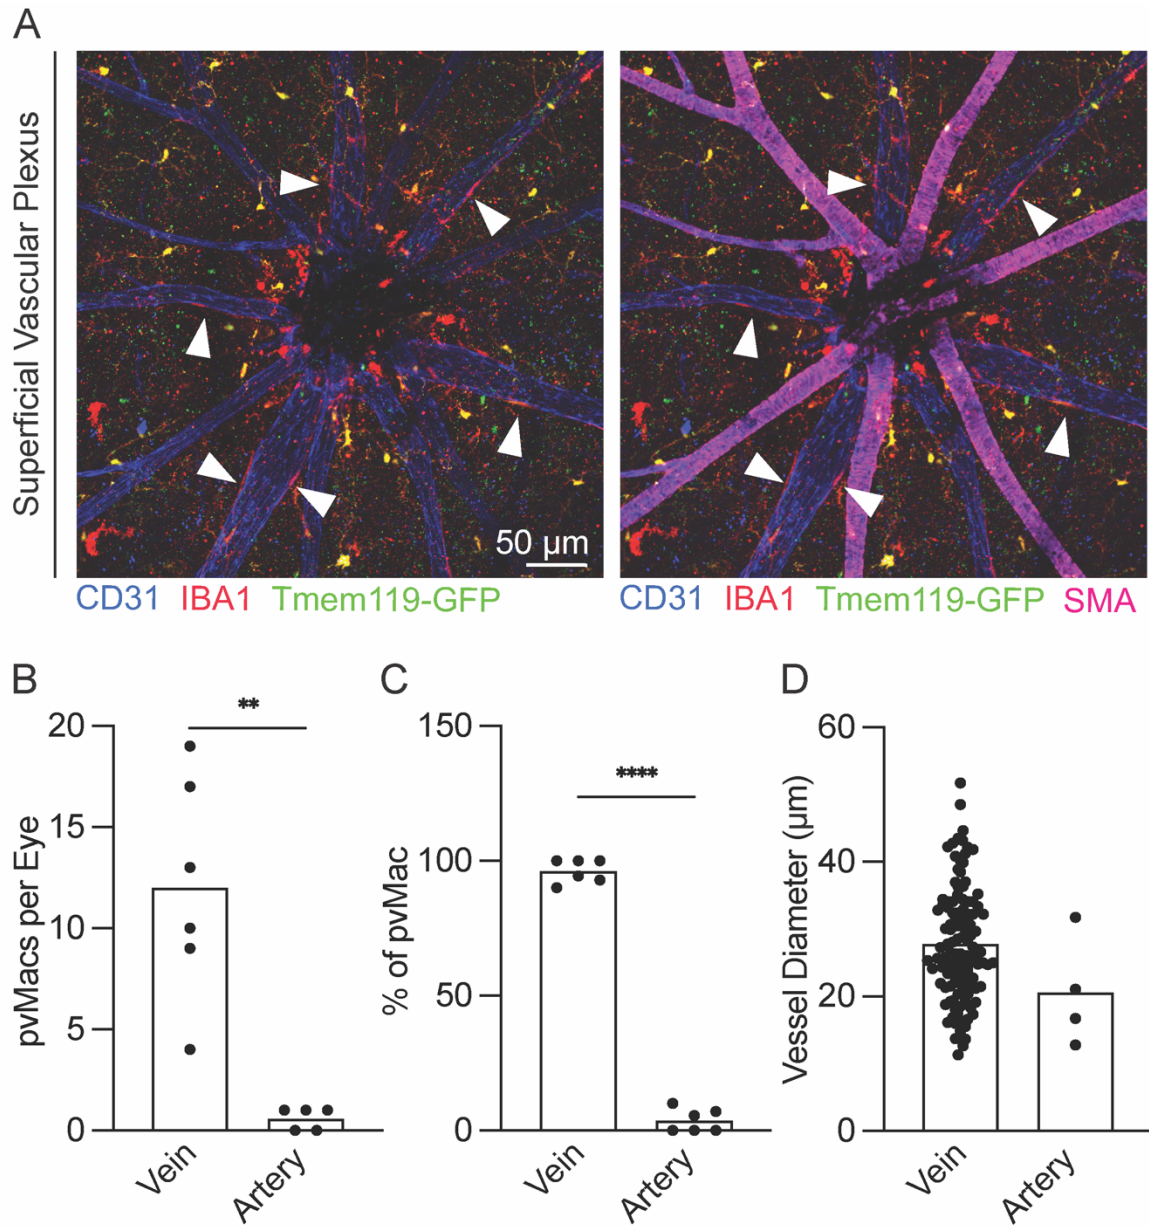 A
Superficial Vascular Plexus
50 µm
CD31 IBA1 Tmem119-GFP
CD31 IBA1 Tmem119-GFP SMA
B
pvMacs per Eye
20
15
10
5
0
**
Vein
Artery
C
% of pvMac
150
100
50
0
****
Vein
Artery
D
Vessel Diameter (µm)
60
40
20
0
Vein
Artery